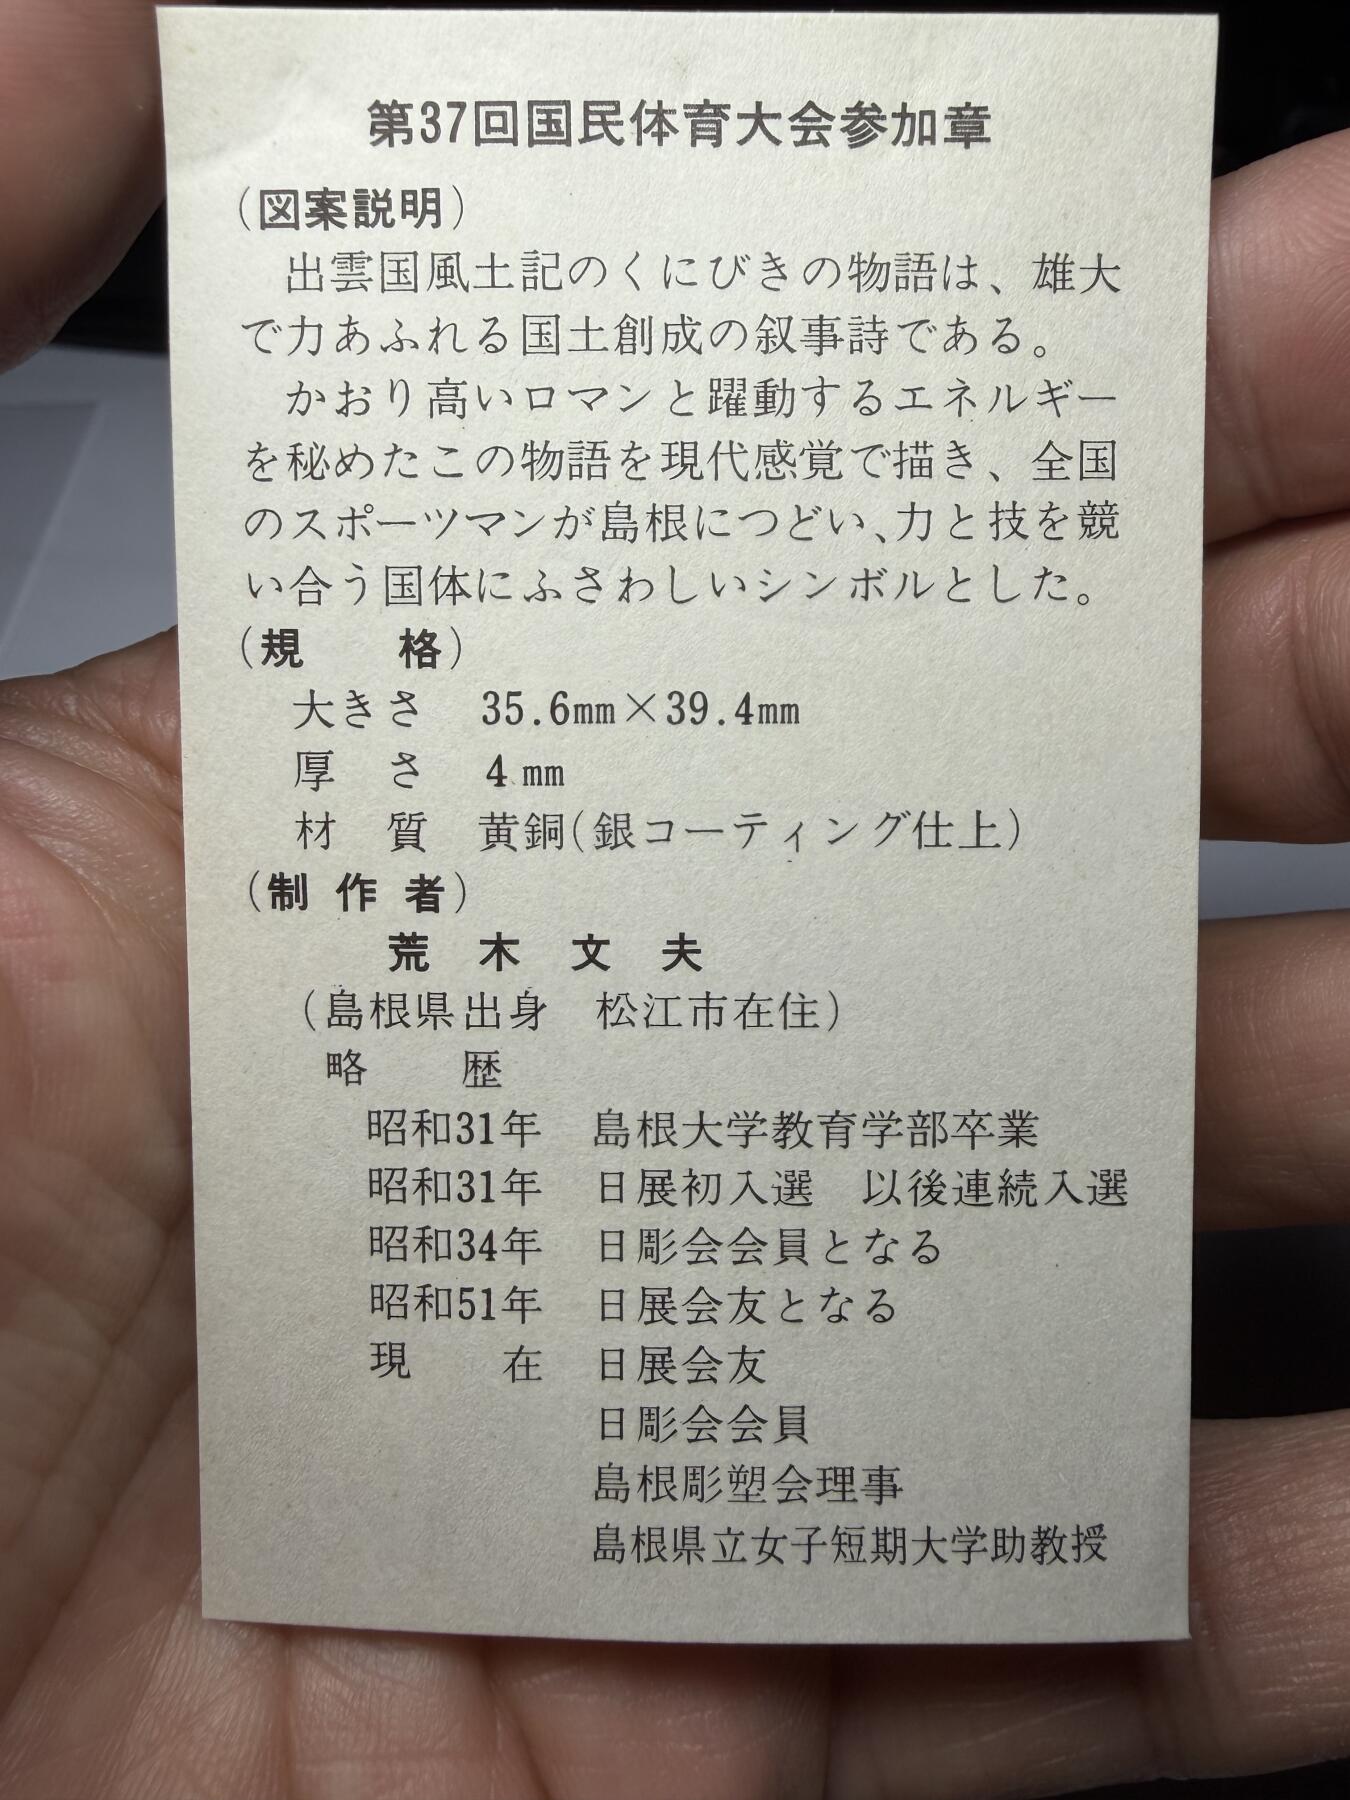 第37回国民体育大会参加章
（図案説明）
　出雲国風土記のくにびきの物語は、雄大
で力あふれる国土創成の叙事詩である。
　かおり高いロマンと躍動するエネルギー
を秘めたこの物語を現代感覚で描き、全国
のスポーツマンが島根につどい、力と技を競
い合う国体にふさわしいシンボルとした。
（規　　格）
大きさ　35.6mm×39.4mm
厚　さ　4mm
材　質　黄銅（銀コーティング仕上）
（制 作 者）
荒　木　文　夫
（島根県出身　松江市在住）
略　　歴
昭和31年　島根大学教育学部卒業
昭和31年　日展初入選　以後連続入選
昭和34年　日彫会会員となる
昭和51年　日展会友となる
現　　在　日展会友
日彫会会員
島根彫塑会理事
島根県立女子短期大学助教授